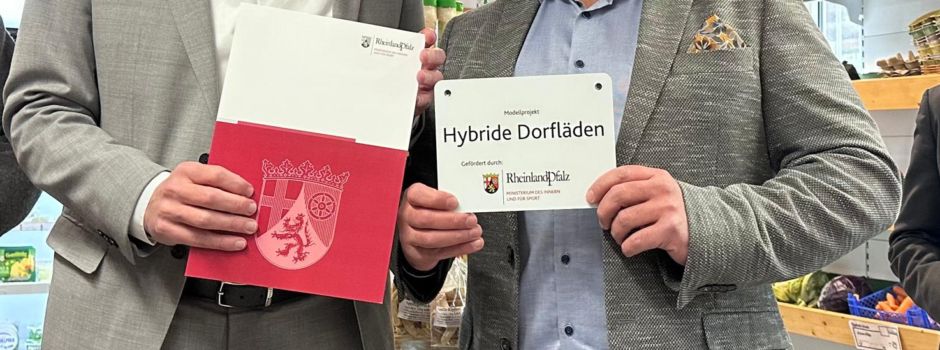 RheinlandPfalz
Modellprojekt
Hybride Dorfläden
Gefördert durch:
RheinlandPfalz
MINISTERIUM DES INNERN
UND FÜR SPORT